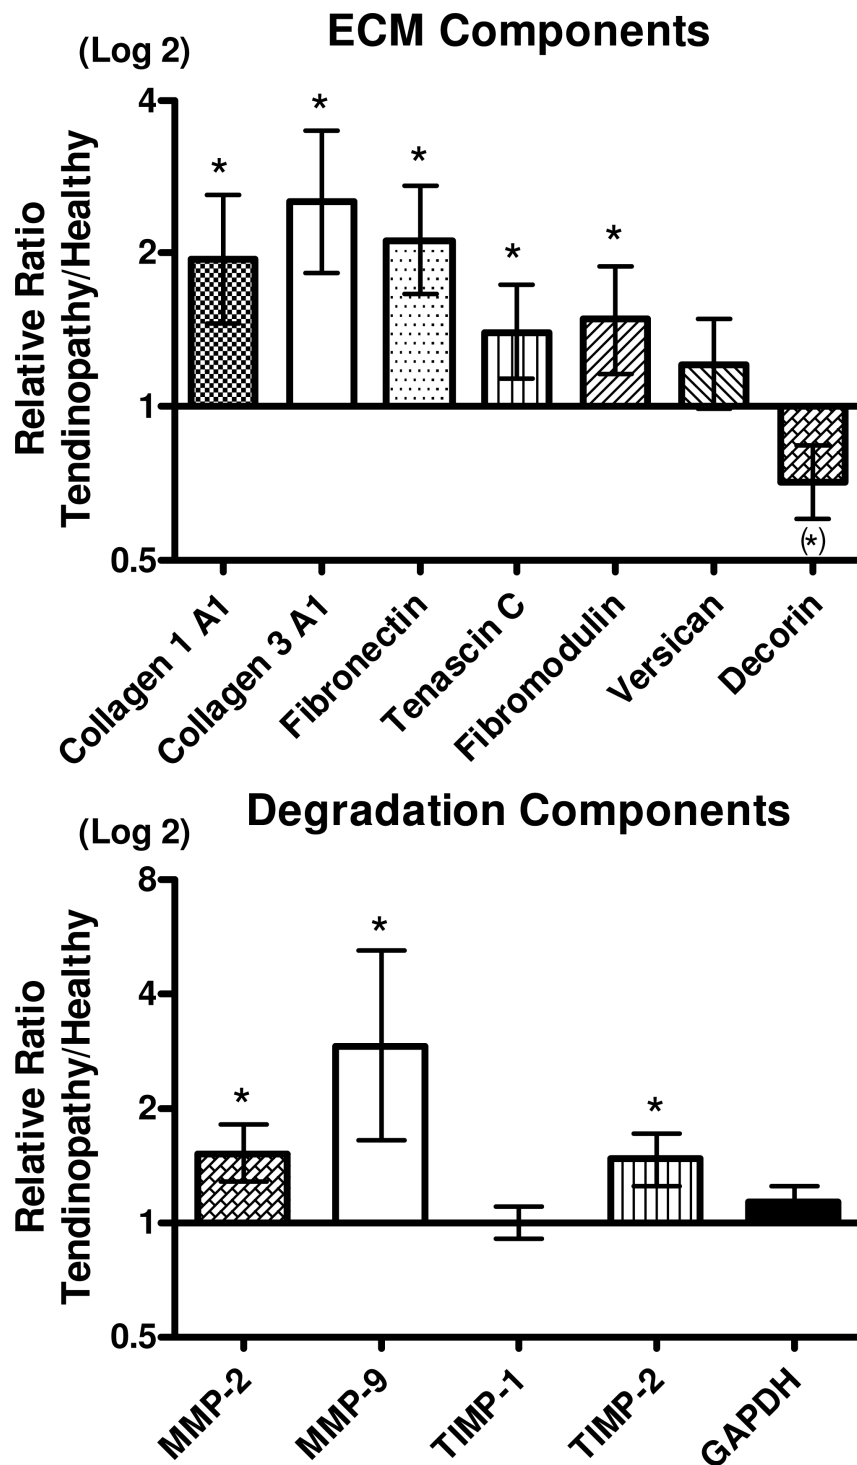 ECM Components
(Log 2)
Relative Ratio
Tendinopathy/Healthy
4
*
*
*
2
*
*
1
(*)
0.5
Collagen 1 A1
Collagen 3 A1
Fibronectin
Tenascin C
Fibromodulin
Versican
Decorin
Degradation Components
(Log 2)
Relative Ratio
Tendinopathy/Healthy
8
*
4
2
*
*
1
0.5
MMP-2
MMP-9
TIMP-1
TIMP-2
GAPDH